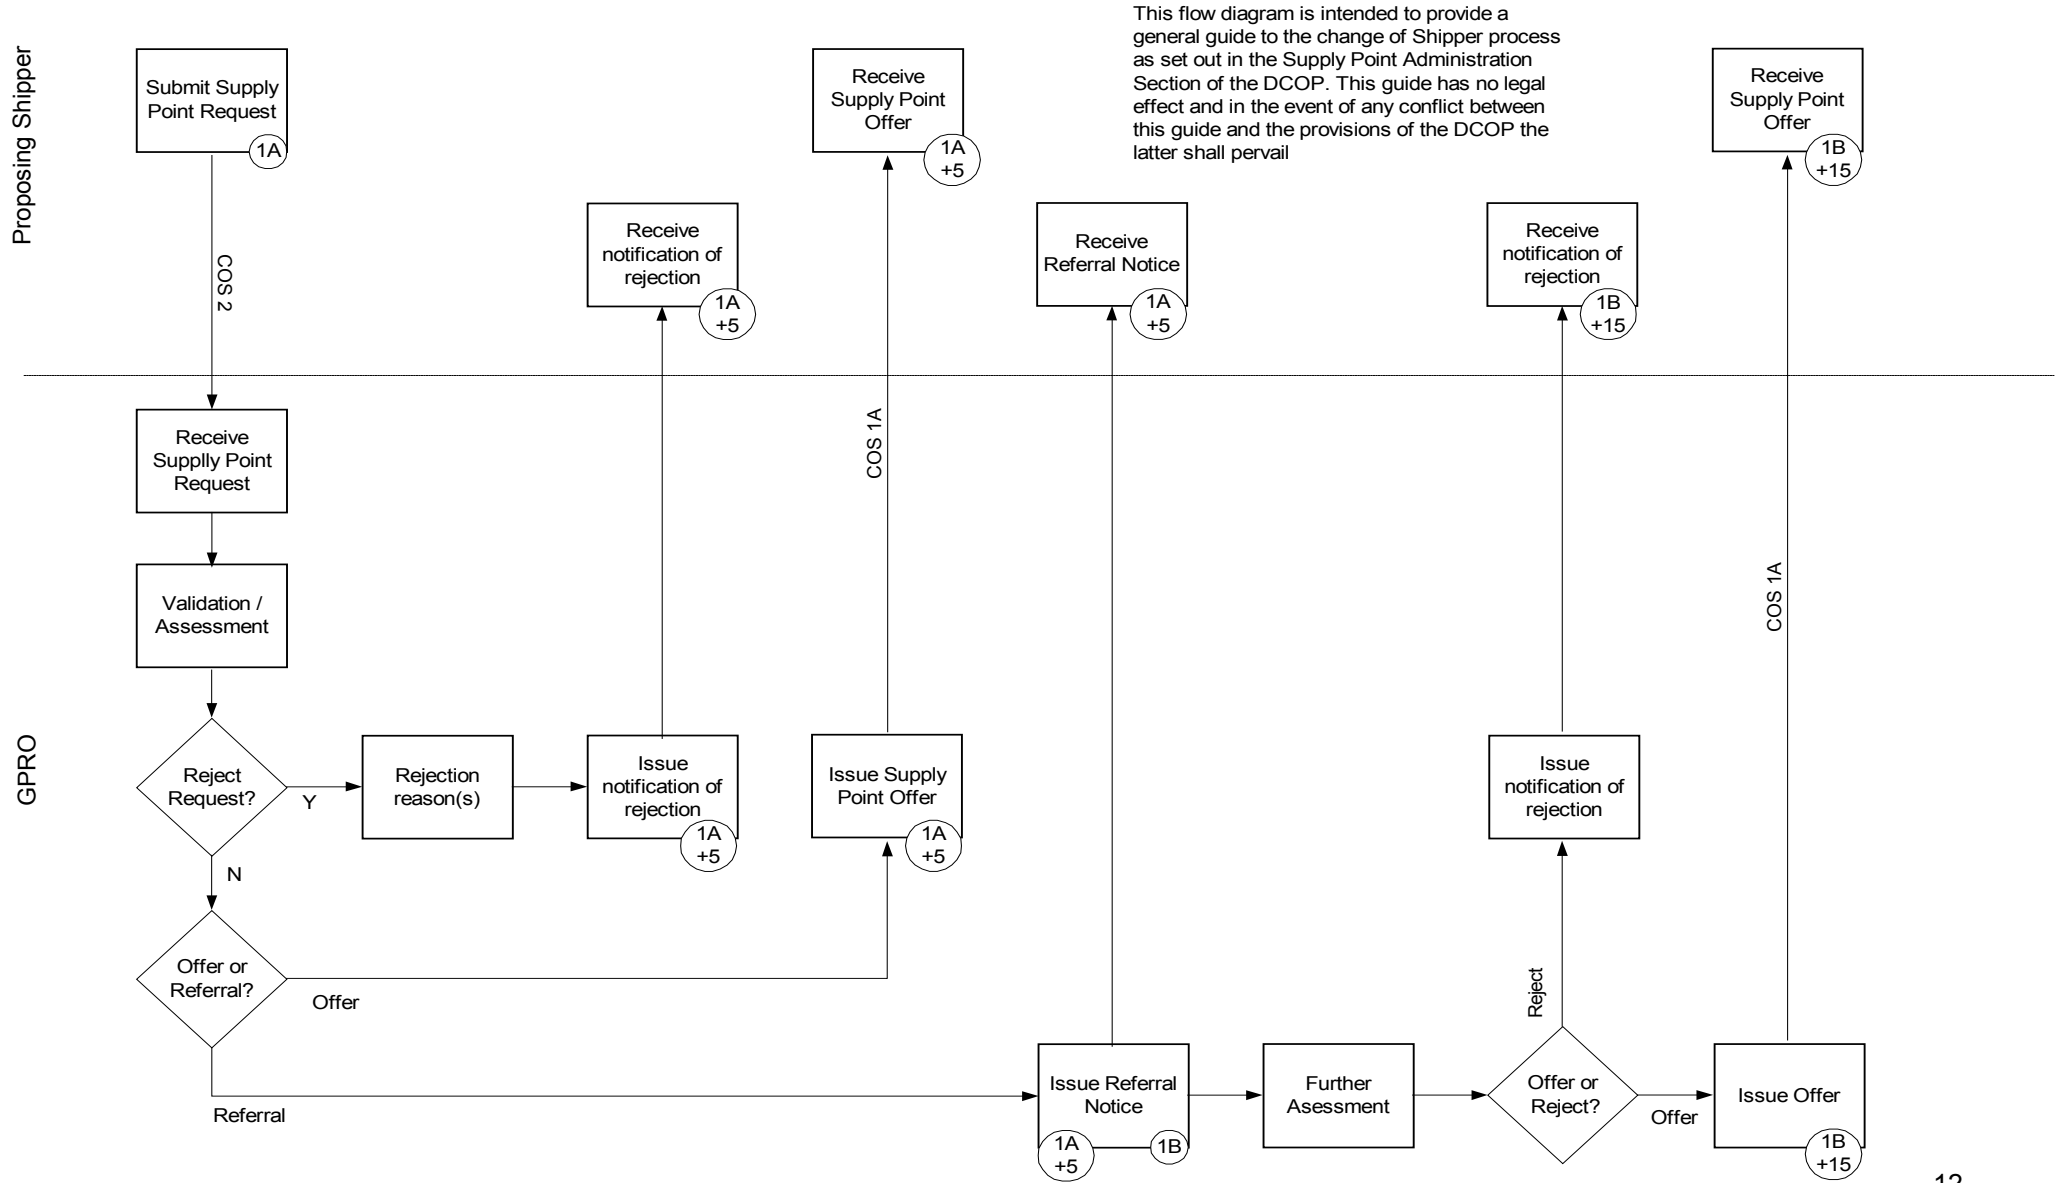 This flow diagram is intended to provide a
general guide to the change of Shipper process
as set out in the Supply Point Administration
Section of the DCOP. This guide has no legal
effect and in the event of any conflict between
this guide and the provisions of the DCOP the
latter shall pervail
Proposing Shipper
Submit Supply
Point Request
1A
Receive
Supply Point
Offer
1A
+5
Receive
Supply Point
Offer
1B
+15
Receive
notification of
rejection
1A
+5
Receive
Referral Notice
1A
+5
Receive
notification of
rejection
1B
+15
COS 2
COS 1A
COS 1A
GPRO
Receive
Supplly Point
Request
Validation /
Assessment
Reject
Request?
Y
N
Rejection
reason(s)
Issue
notification of
rejection
1A
+5
Issue Supply
Point Offer
1A
+5
Issue
notification of
rejection
Offer or
Referral?
Offer
Referral
Issue Referral
Notice
1A
+5
1B
Further
Asessment
Offer or
Reject?
Reject
Offer
Issue Offer
1B
+15